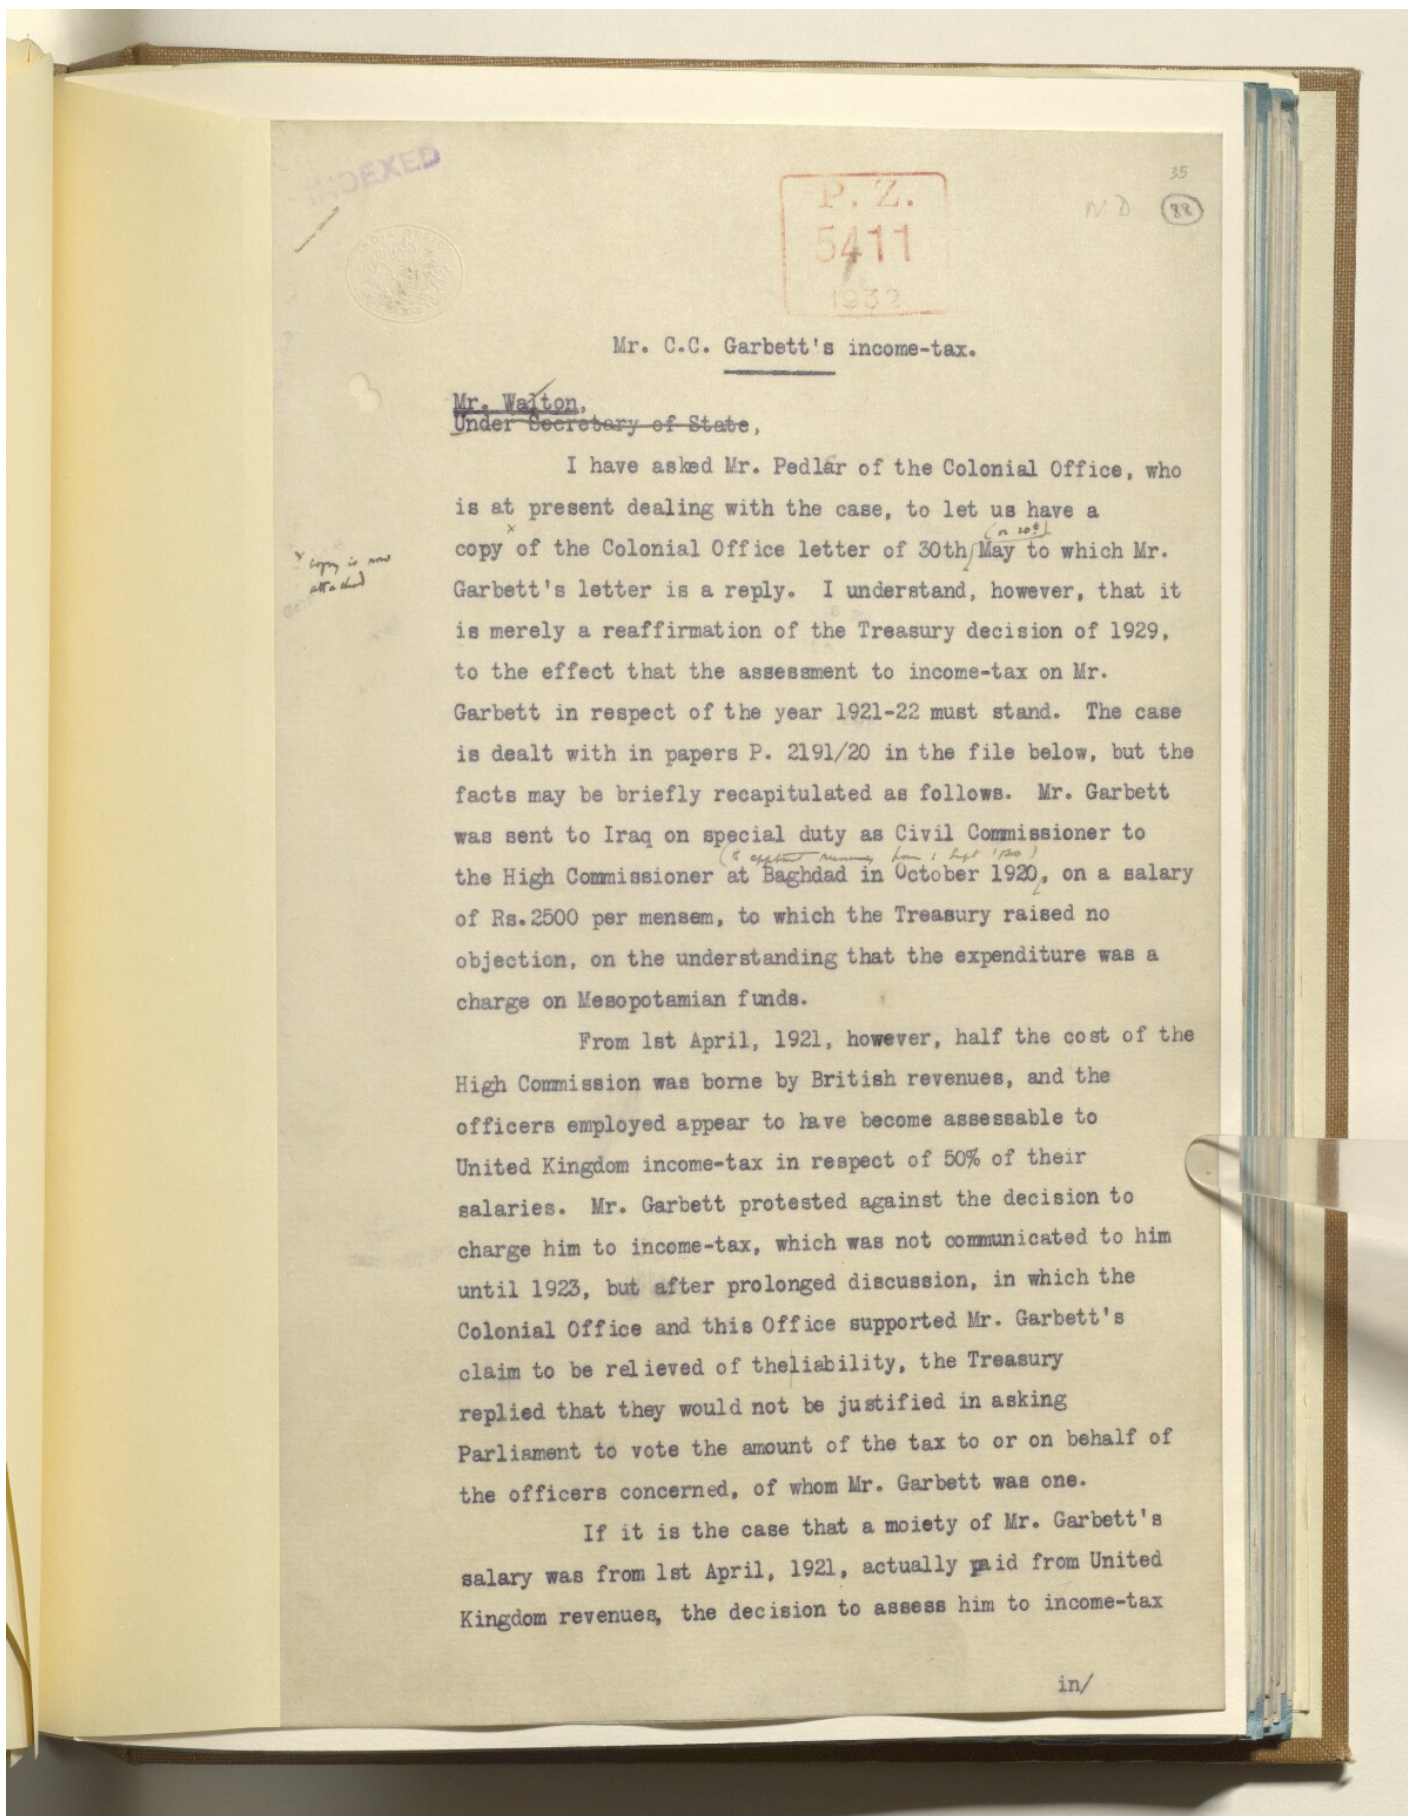 INDEXED
35
P. Z.
5411
1932
N D
88
Mr. C.C. Garbett's income-tax.
Mr. Walton,
Under Secretary of State,
I have asked Mr. Pedlar of the Colonial Office, who
is at present dealing with the case, to let us have a
(or 20th)
copy x of the Colonial Office letter of 30th May to which Mr.
x copy is now
attached
Garbett's letter is a reply. I understand, however, that it
is merely a reaffirmation of the Treasury decision of 1929,
to the effect that the assessment to income-tax on Mr.
Garbett in respect of the year 1921-22 must stand. The case
is dealt with in papers P. 2191/20 in the file below, but the
facts may be briefly recapitulated as follows. Mr. Garbett
was sent to Iraq on special duty as Civil Commissioner to
from 1 Sept 1920)
the High Commissioner at Baghdad in October 1920, on a salary
of Rs.2500 per mensem, to which the Treasury raised no
objection, on the understanding that the expenditure was a
charge on Mesopotamian funds.
From 1st April, 1921, however, half the cost of the
High Commission was borne by British revenues, and the
officers employed appear to have become assessable to
United Kingdom income-tax in respect of 50% of their
salaries. Mr. Garbett protested against the decision to
charge him to income-tax, which was not communicated to him
until 1923, but after prolonged discussion, in which the
Colonial Office and this Office supported Mr. Garbett's
claim to be relieved of the|liability, the Treasury
replied that they would not be justified in asking
Parliament to vote the amount of the tax to or on behalf of
the officers concerned, of whom Mr. Garbett was one.
If it is the case that a moiety of Mr. Garbett's
salary was from 1st April, 1921, actually paid from United
Kingdom revenues, the decision to assess him to income-tax
in/